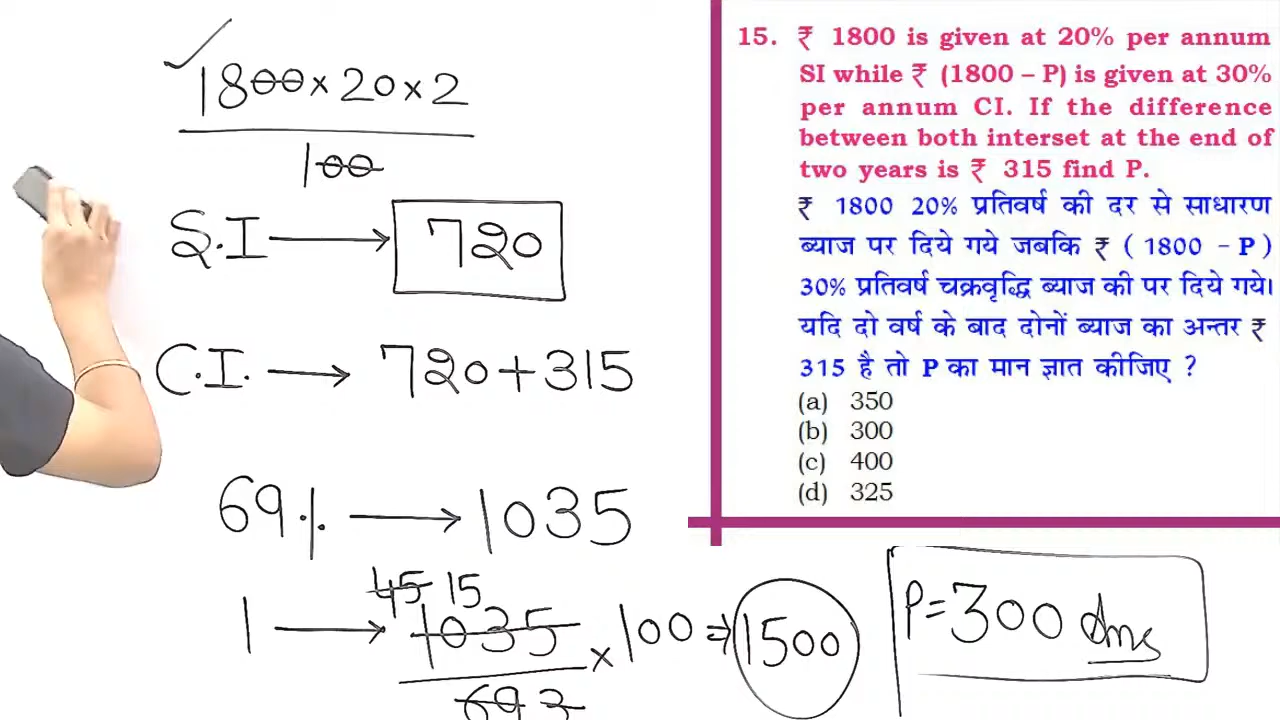 1800×20×2
100
S.I → 720
C.I. → 720+315
69% → 1035
45 15
1 → 1035 ×100 ⇒ 1500
69 3
15. ₹ 1800 is given at 20% per annum
SI while ₹ (1800 – P) is given at 30%
per annum CI. If the difference
between both interset at the end of
two years is ₹ 315 find P.
₹ 1800 20% प्रतिवर्ष की दर से साधारण
ब्याज पर दिये गये जबकि ₹ ( 1800 - P )
30% प्रतिवर्ष चक्रवृद्धि ब्याज की पर दिये गये।
यदि दो वर्ष के बाद दोनों ब्याज का अन्तर ₹
315 है तो P का मान ज्ञात कीजिए ?
(a) 350
(b) 300
(c) 400
(d) 325
P=300 Ans